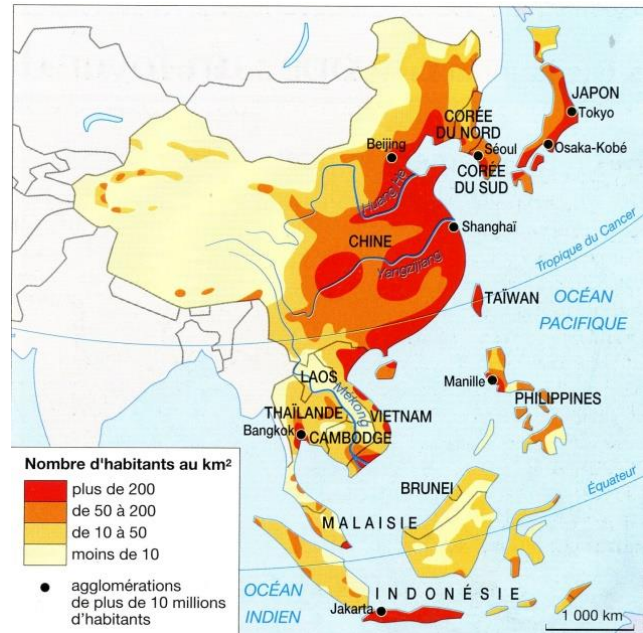 JAPON
Tokyo
CORÉE
DU NORD
Séoul
Osaka-Kobé
CORÉE
DU SUD
Beijing
Huang He
CHINE
Shanghaï
Yangzijiang
Tropique du Cancer
TAÏWAN
OCÉAN
PACIFIQUE
LAOS
Mékong
Manille
PHILIPPINES
THAÏLANDE
VIETNAM
Bangkok
CAMBODGE
Nombre d'habitants au km²
plus de 200
de 50 à 200
de 10 à 50
moins de 10
agglomérations
de plus de 10 millions
d'habitants
BRUNEI
Équateur
MALAISIE
OCÉAN
INDIEN
INDONÉSIE
Jakarta
1 000 km